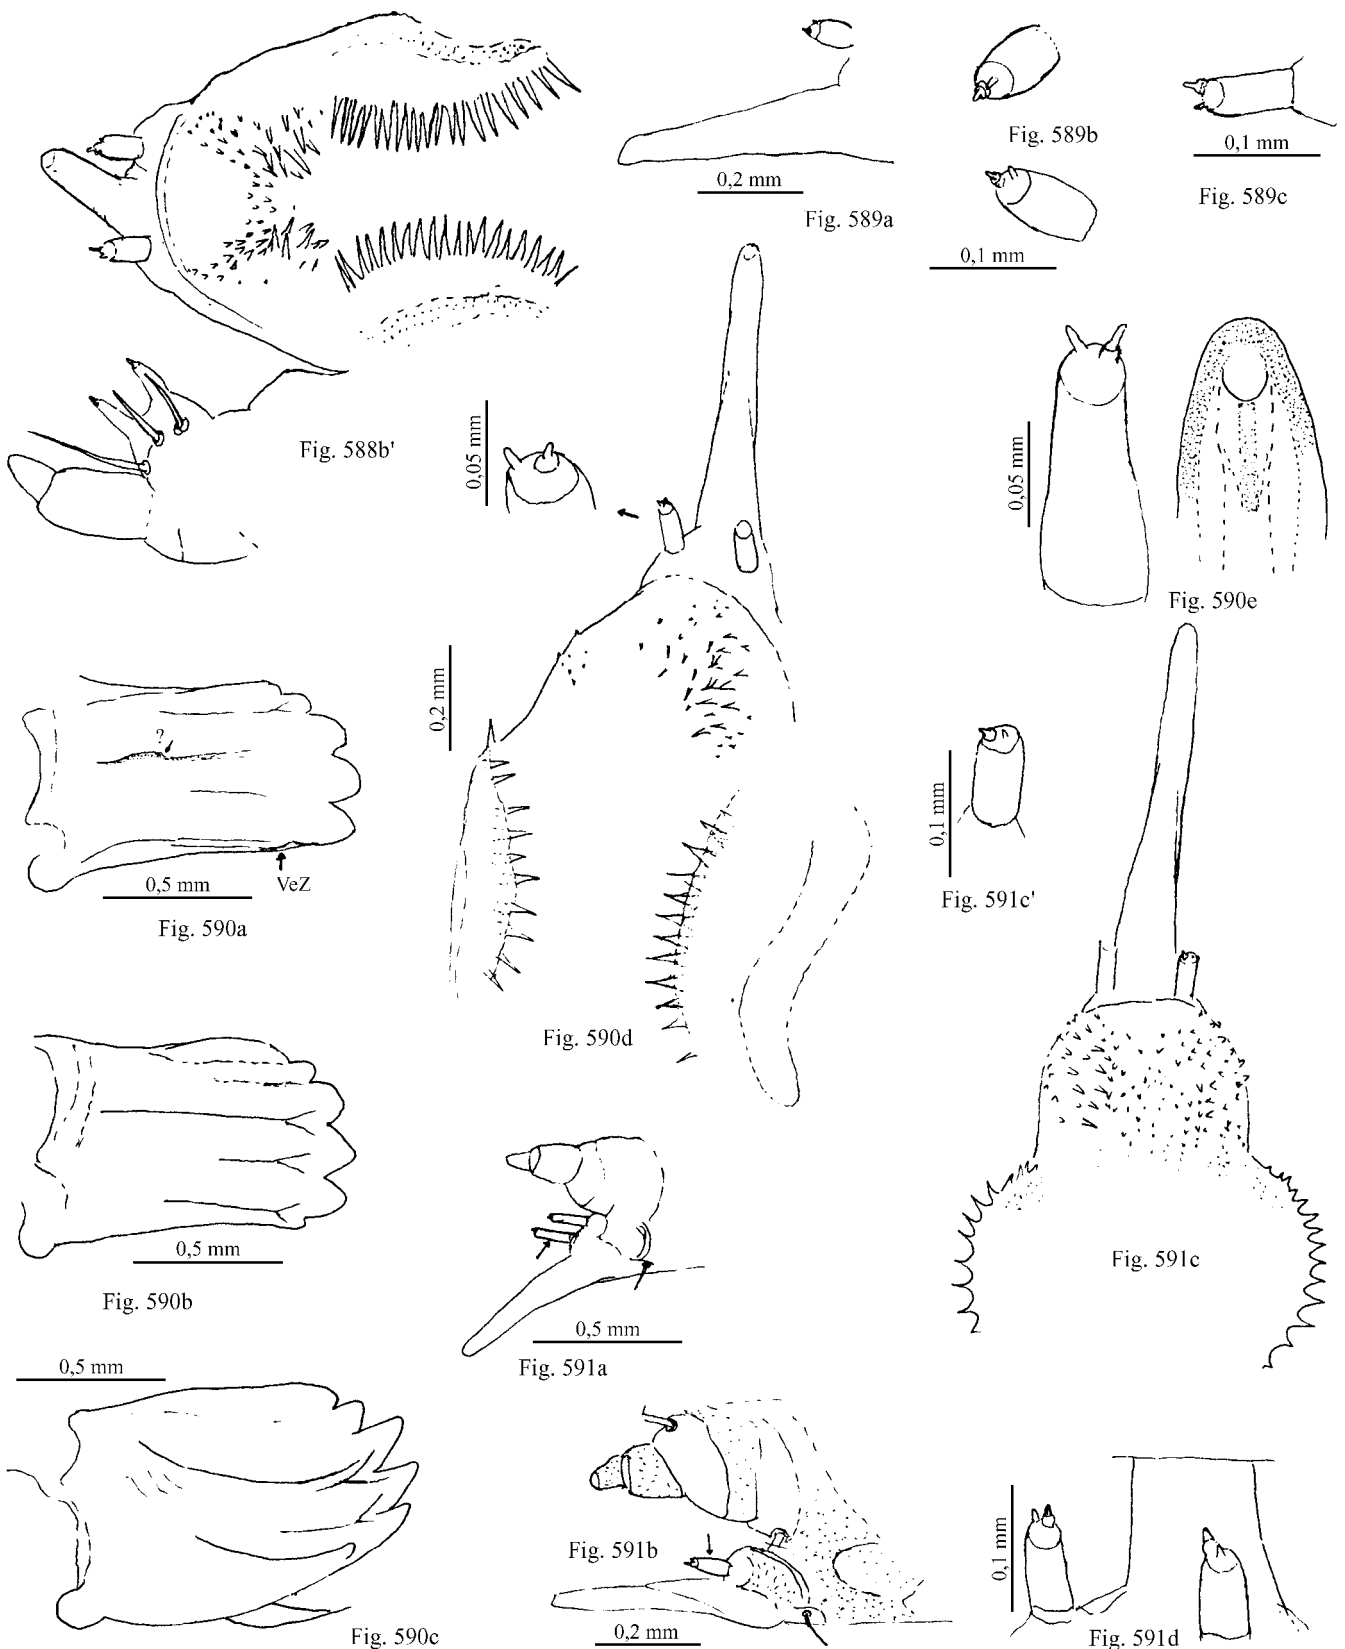 0,2 mm
Fig. 589a
Fig. 589b
0,1 mm
0,1 mm
Fig. 589c
Fig. 588b'
0,05 mm
0,05 mm
Fig. 590e
0,2 mm
?
0,5 mm
VeZ
Fig. 590a
0,1 mm
Fig. 591c'
Fig. 590d
0,5 mm
Fig. 590b
Fig. 591c
0,5 mm
Fig. 591a
0,5 mm
Fig. 590c
Fig. 591b
0,2 mm
0,1 mm
Fig. 591d